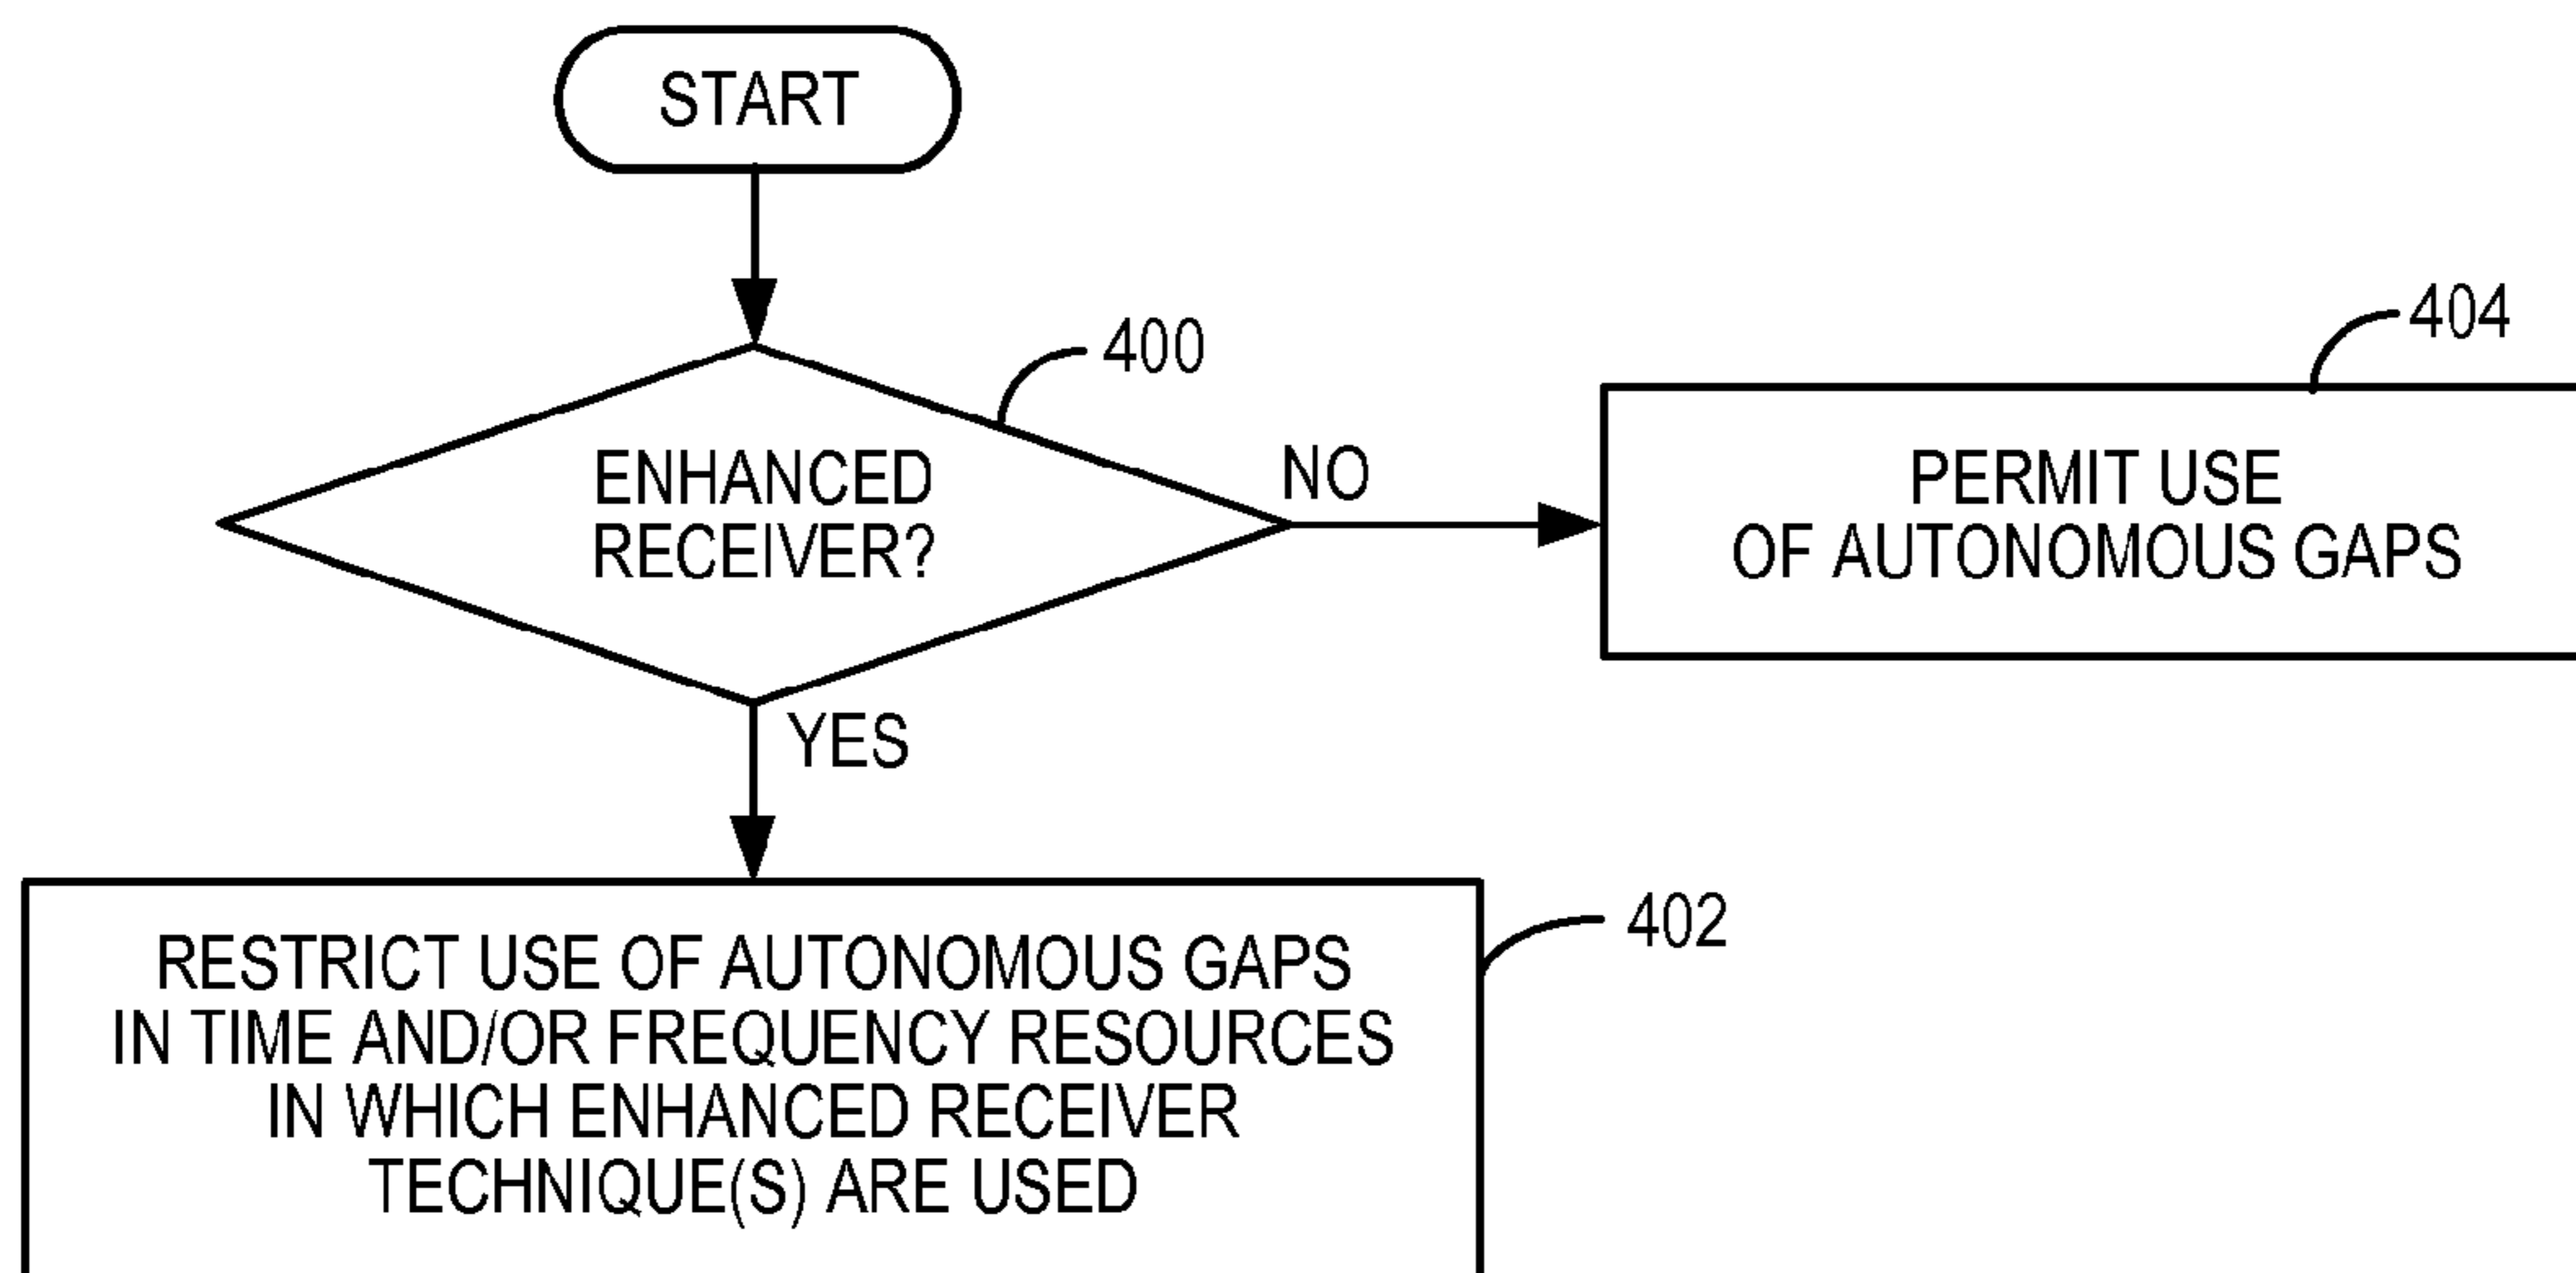 START
400
404
ENHANCED
RECEIVER?
NO
PERMIT USE
OF AUTONOMOUS GAPS
YES
402
RESTRICT USE OF AUTONOMOUS GAPS
IN TIME AND/OR FREQUENCY RESOURCES
IN WHICH ENHANCED RECEIVER
TECHNIQUE(S) ARE USED